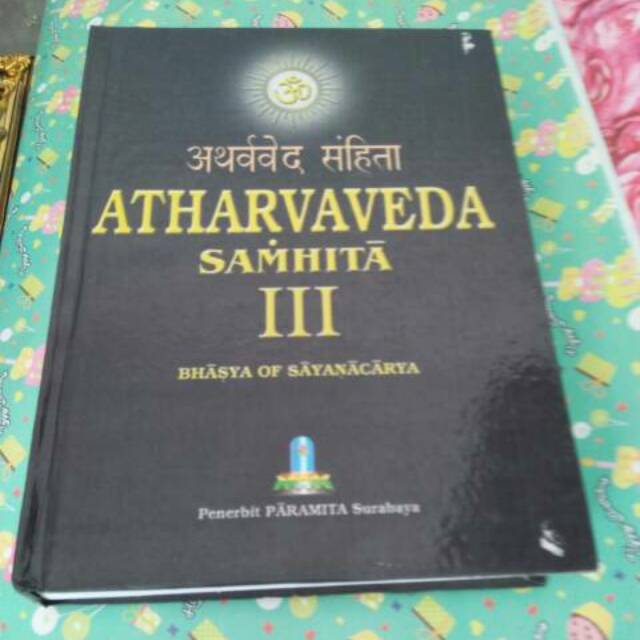 ॐ
अथर्ववेद संहिता
ATHARVAVEDA
SAṀHITĀ
III
BHĀṢYA OF SĀYAṆĀCĀRYA
Penerbit PĀRAMITA Surabaya